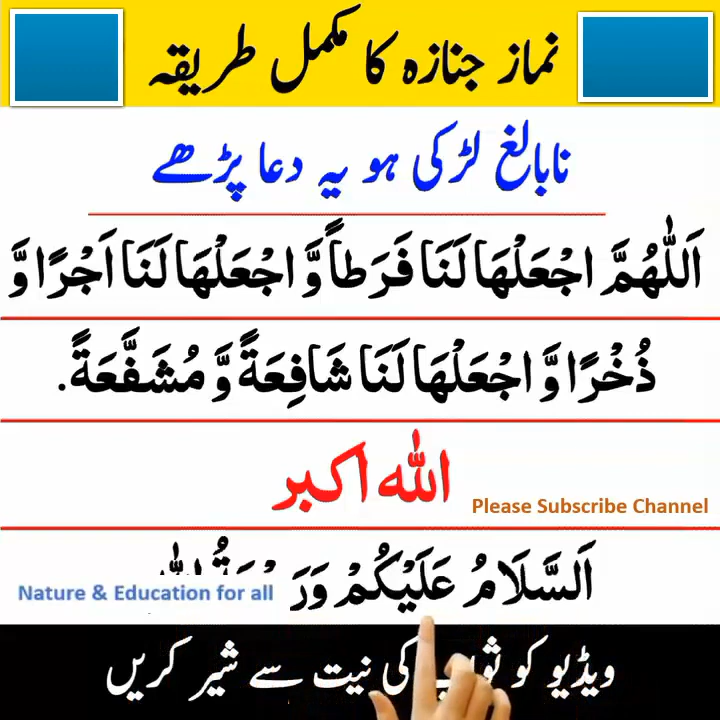 نماز جنازہ کا مکمل طریقہ
نابالغ لڑکی ہو یہ دعا پڑھے
اَللّٰهُمَّ اجْعَلْهَا لَنَا فَرَطاً وَّ اجْعَلْهَا لَنَا اَجْرًا وَّ
ذُخْرًا وَّ اجْعَلْهَا لَنَا شَافِعَةً وَّ مُشَفَّعَةً.
اللہ اکبر
Please Subscribe Channel
اَلسَّلَامُ عَلَيْكُمْ
Nature & Education for all
ویڈیو کو کی نیت سے شیر کریں